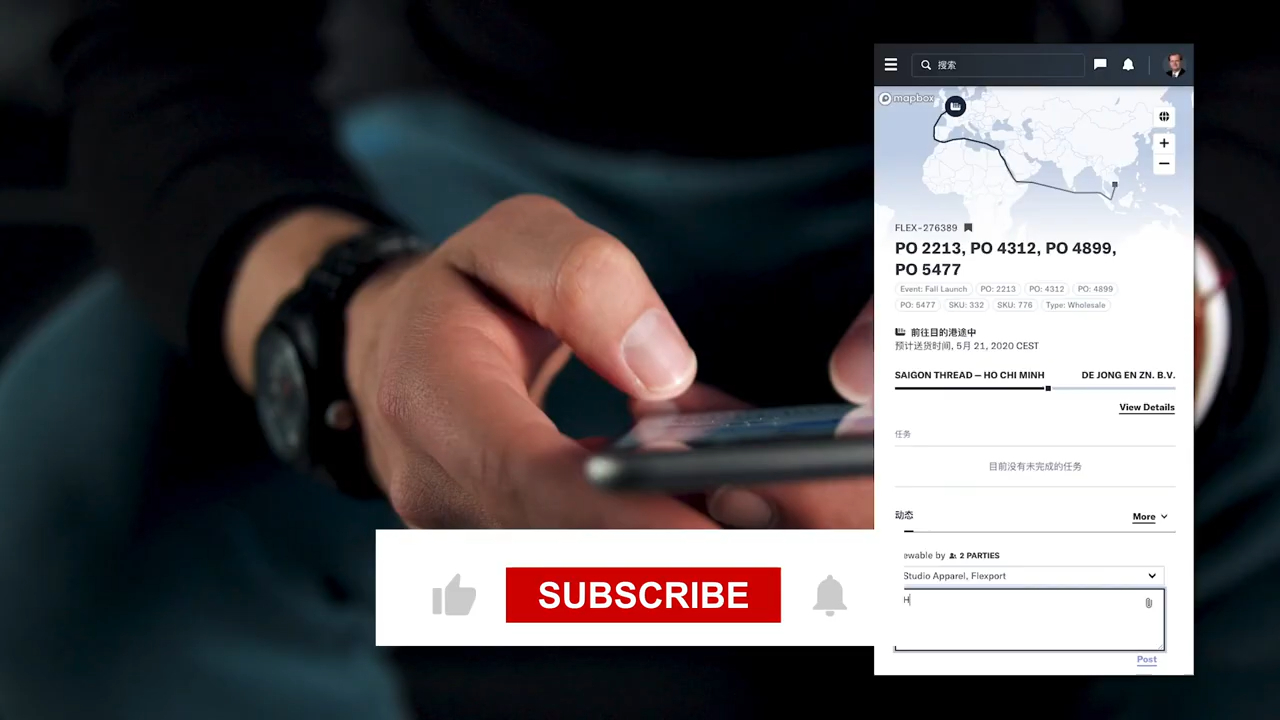 搜索
mapbox
FLEX-276389
PO 2213, PO 4312, PO 4899,
PO 5477
Event: Fall Launch PO: 2213 PO: 4312 PO: 4899
PO: 5477 SKU: 332 SKU: 776 Type: Wholesale
前往目的港途中
预计送货时间, 5月 21, 2020 CEST
SAIGON THREAD – HO CHI MINH DE JONG EN ZN. B.V.
View Details
任务
目前没有未完成的任务
动态 More
ewable by 2 PARTIES
Studio Apparel, Flexport
H
Post
SUBSCRIBE